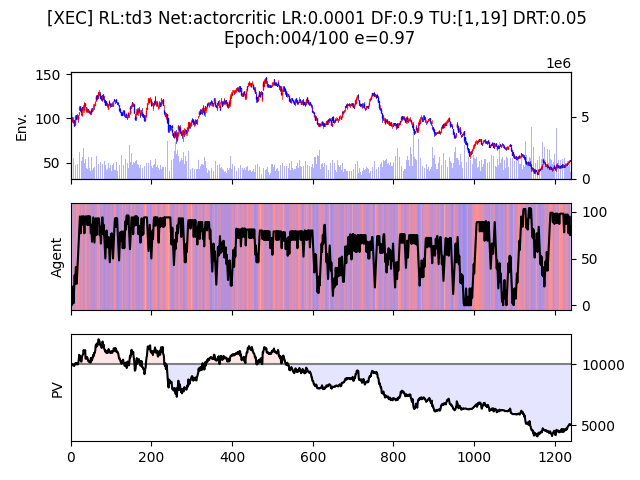 [XEC] RL:td3 Net:actorcritic LR:0.0001 DF:0.9 TU:[1,19] DRT:0.05
Epoch:004/100 e=0.97
1e6
150
100
50
Env.
5
0
Agent
100
50
0
PV
10000
5000
0 200 400 600 800 1000 1200